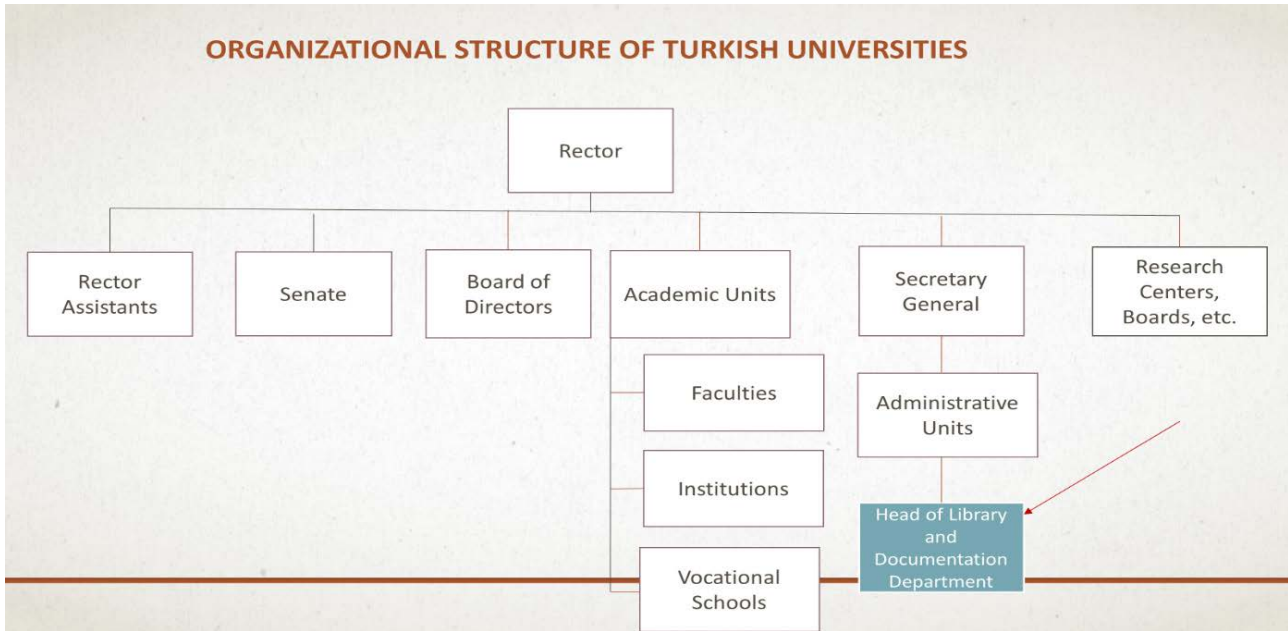 ORGANIZATIONAL STRUCTURE OF TURKISH UNIVERSITIES
Rector
Rector
Assistants
Senate
Board of
Directors
Academic Units
Secretary
General
Research
Centers,
Boards, etc.
Faculties
Institutions
Vocational
Schools
Administrative
Units
Head of Library
and
Documentation
Department